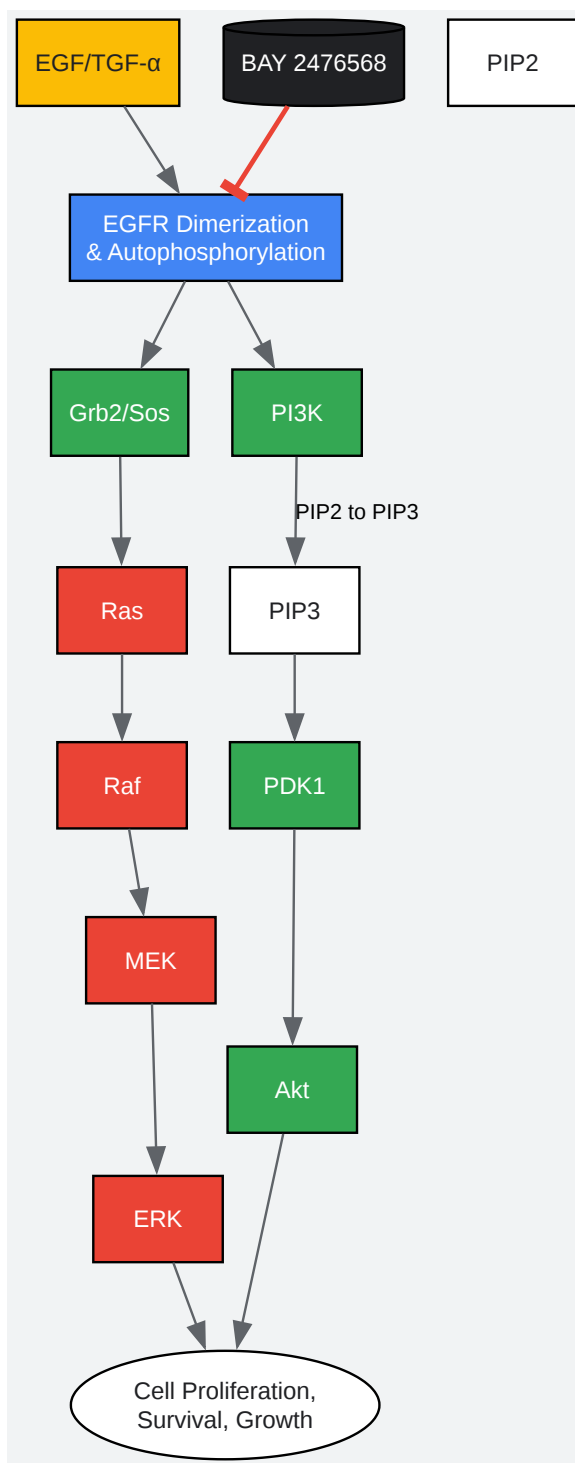 EGF/TGF-α
BAY 2476568
PIP2
EGFR Dimerization
& Autophosphorylation
Grb2/Sos
PI3K
PIP2 to PIP3
Ras
PIP3
Raf
PDK1
MEK
Akt
ERK
Cell Proliferation,
Survival, Growth